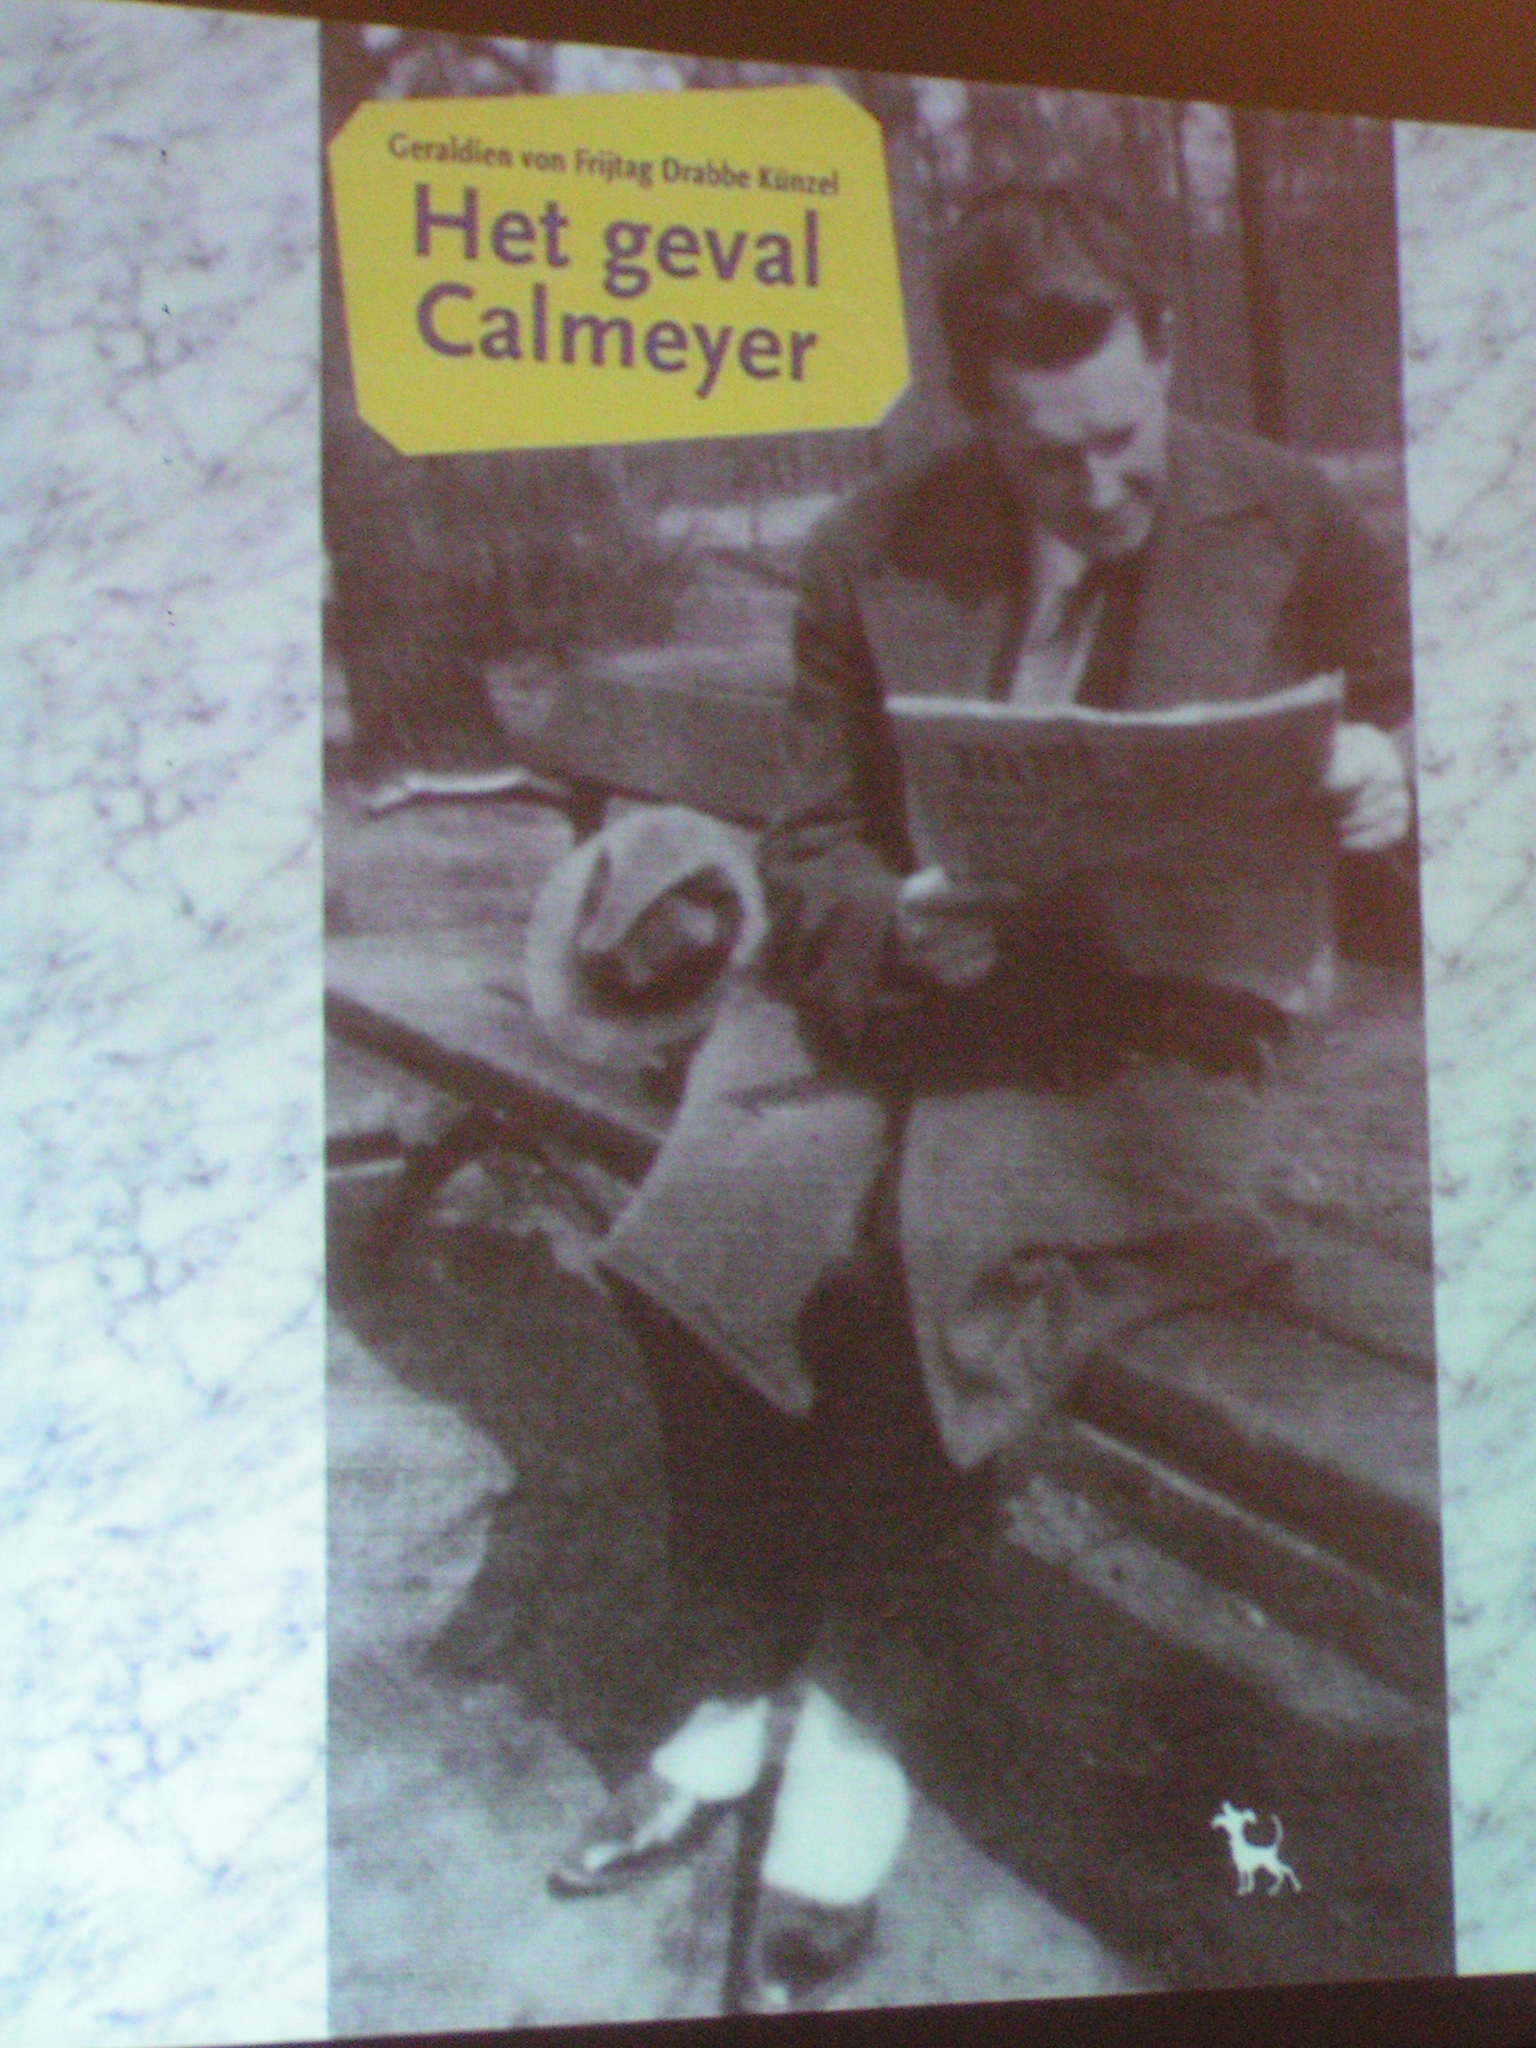 Geraldien von Frijtag Drabbe Künzel
Het geval
Calmeyer